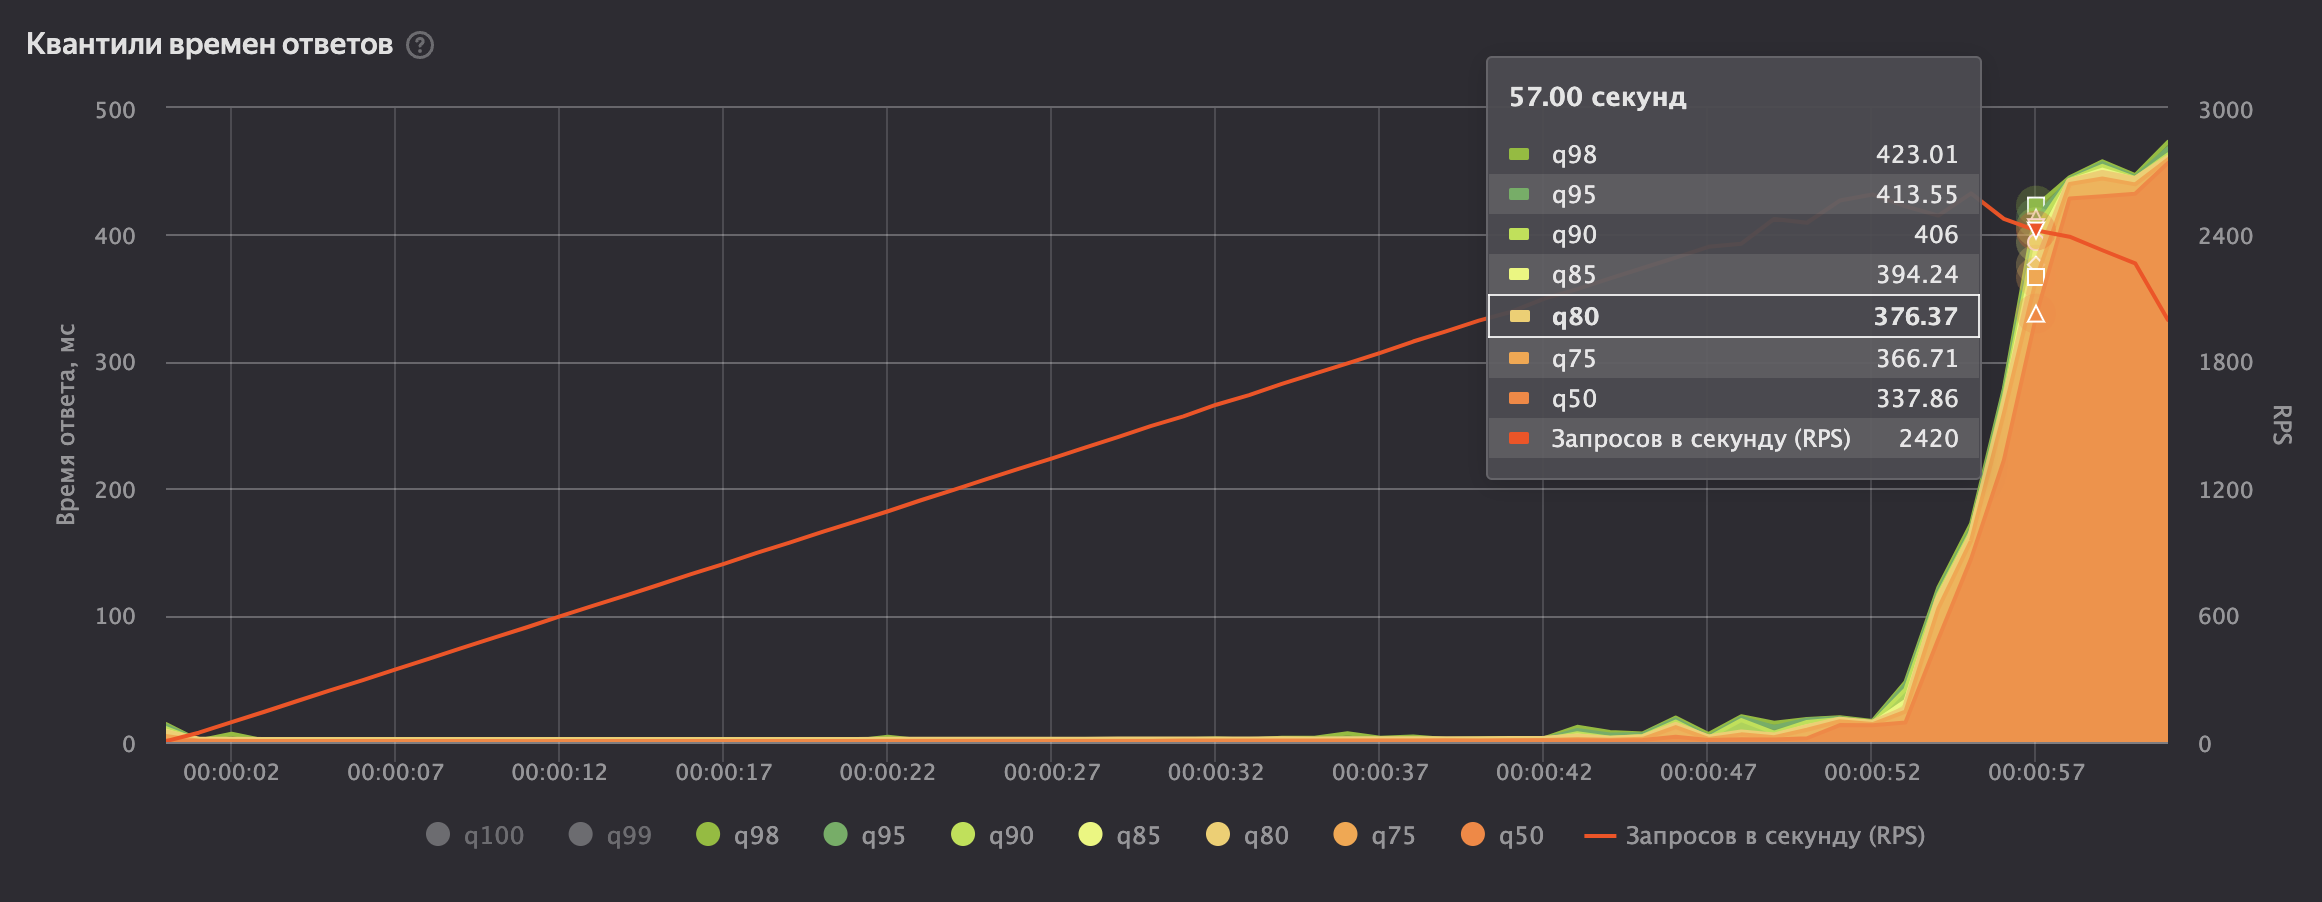 Квантили времен ответов ?
57.00 секунд
q98 423.01
q95 413.55
q90 406
q85 394.24
q80 376.37
q75 366.71
q50 337.86
Запросов в секунду (RPS) 2420
Время ответа, мс
500
400
300
200
100
0
3000
2400
1800
1200
600
0
RPS
00:00:02 00:00:07 00:00:12 00:00:17 00:00:22 00:00:27 00:00:32 00:00:37 00:00:42 00:00:47 00:00:52 00:00:57
q100 q99 q98 q95 q90 q85 q80 q75 q50 Запросов в секунду (RPS)